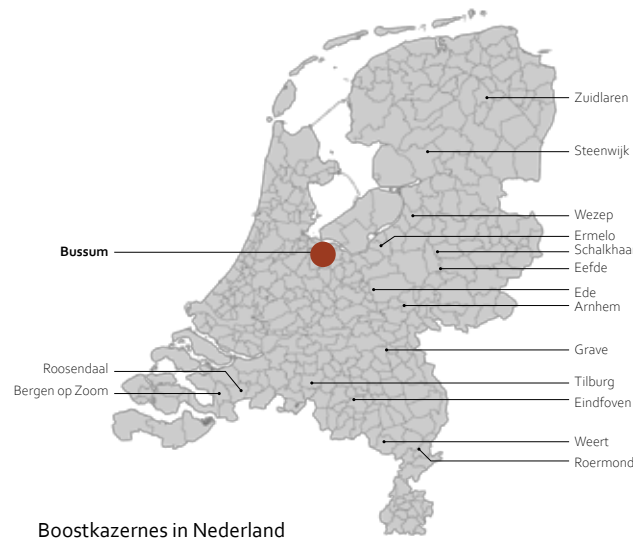 Zuidlaren
Steenwijk
Wezep
Ermelo
Schalkhaa
Bussum
Eefde
Ede
Arnhem
Grave
Roosendaal
Tilburg
Bergen op Zoom
Eindfoven
Weert
Roermond
Boostkazernes in Nederland